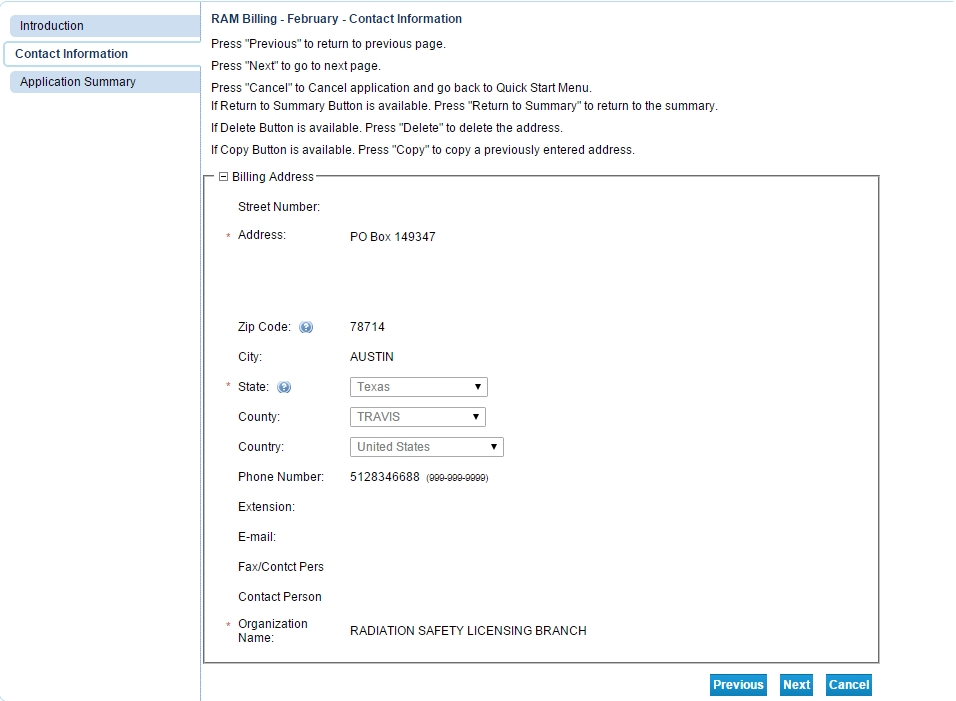 Introduction
Contact Information
Application Summary
RAM Billing - February - Contact Information
Press "Previous" to return to previous page.
Press "Next" to go to next page.
Press "Cancel" to Cancel application and go back to Quick Start Menu.
If Return to Summary Button is available. Press "Return to Summary" to return to the summary.
If Delete Button is available. Press "Delete" to delete the address.
If Copy Button is available. Press "Copy" to copy a previously entered address.
Billing Address
Street Number:
* Address: PO Box 149347
Zip Code: 78714
City: AUSTIN
* State: Texas
County: TRAVIS
Country: United States
Phone Number: 5128346688 (999-999-9999)
Extension:
E-mail:
Fax/Contct Pers
Contact Person
* Organization
Name: RADIATION SAFETY LICENSING BRANCH
Previous Next Cancel